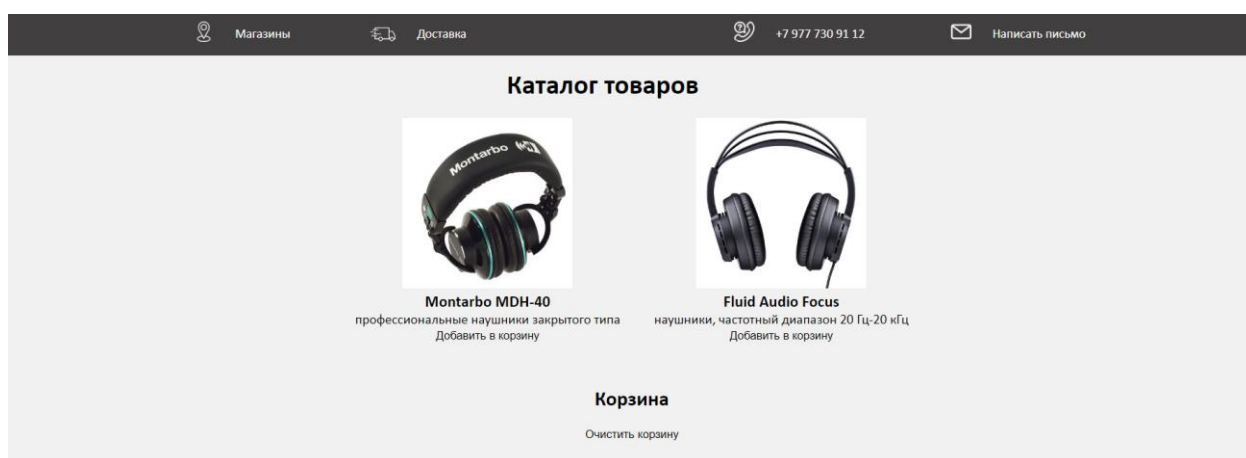 Магазины Доставка +7 977 730 91 12 Написать письмо
Каталог товаров
Montarbo
Montarbo MDH-40 Fluid Audio Focus
профессиональные наушники закрытого типа наушники, частотный диапазон 20 Гц-20 кГц
Добавить в корзину Добавить в корзину
Корзина
Очистить корзину